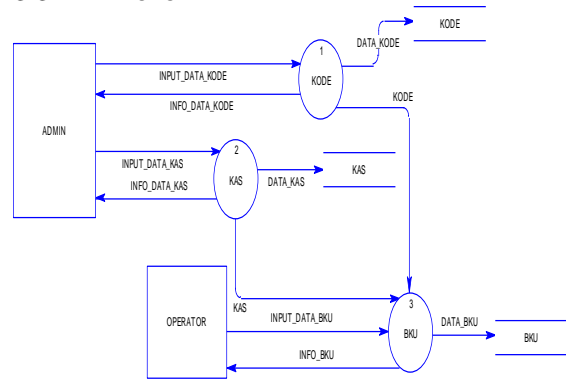 KODE
DATA_KODE
1
KODE
INPUT_DATA_KODE
INFO_DATA_KODE
KODE
ADMIN
2
KAS
INPUT_DATA_KAS
INFO_DATA_KAS
DATA_KAS
KAS
KAS
OPERATOR
INPUT_DATA_BKU
INFO_BKU
3
BKU
DATA_BKU
BKU